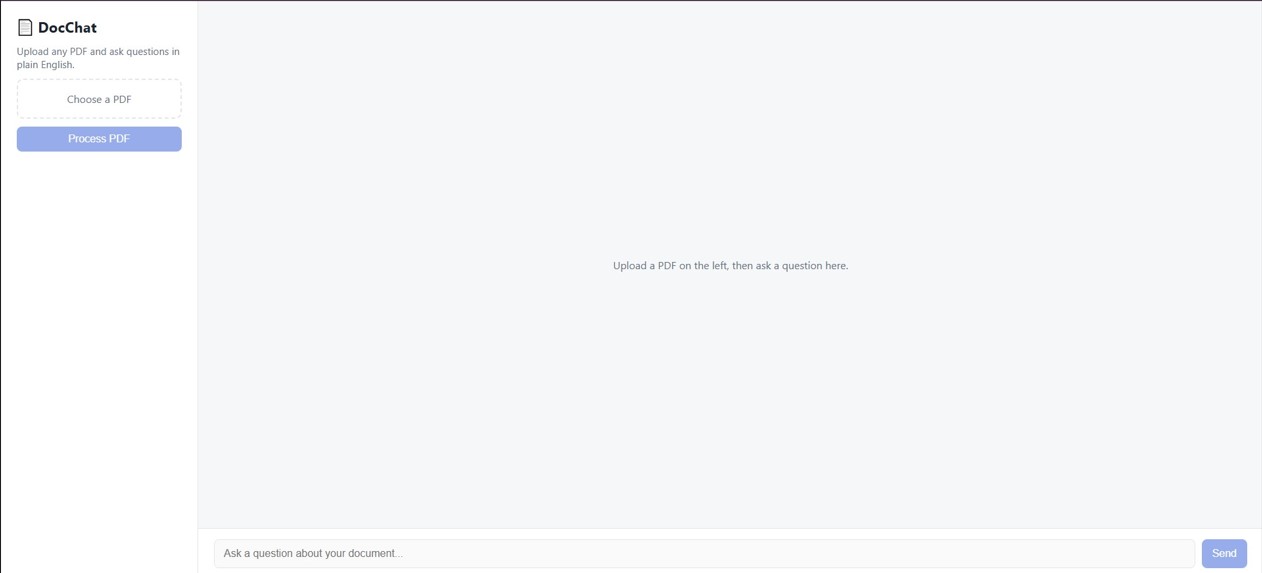 DocChat
Upload any PDF and ask questions in
plain English.
Choose a PDF
Process PDF
Upload a PDF on the left, then ask a question here.
Ask a question about your document...
Send